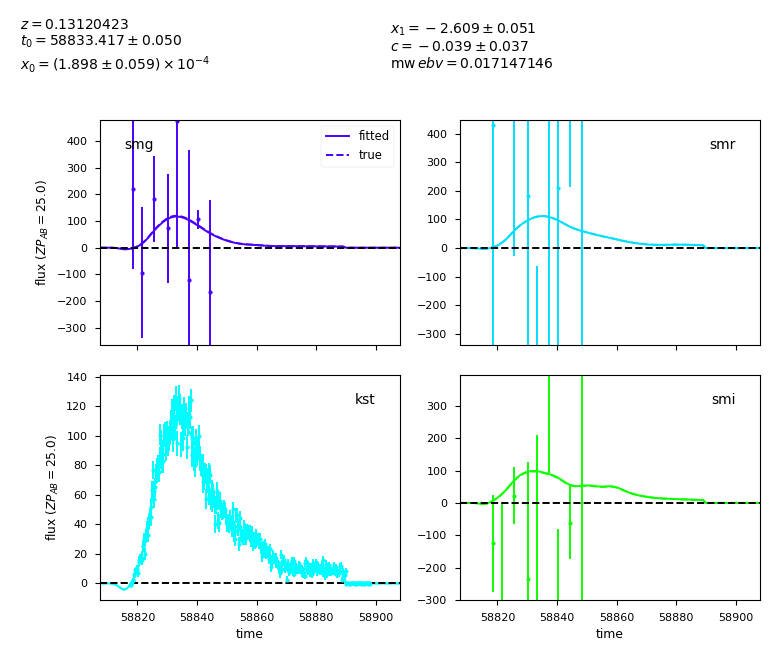 z = 0.13120423
t₀ = 58833.417 ± 0.050
x₀ = (1.898 ± 0.059) × 10⁻⁴
x₁ = −2.609 ± 0.051
c = −0.039 ± 0.037
mw ebv = 0.017147146
smg
fitted
true
400
300
200
100
0
−100
−200
−300
flux (ZP_AB = 25.0)
smr
400
300
200
100
0
−100
−200
−300
kst
140
120
100
80
60
40
20
0
flux (ZP_AB = 25.0)
58820 58840 58860 58880 58900
time
smi
300
200
100
0
−100
−200
−300
58820 58840 58860 58880 58900
time